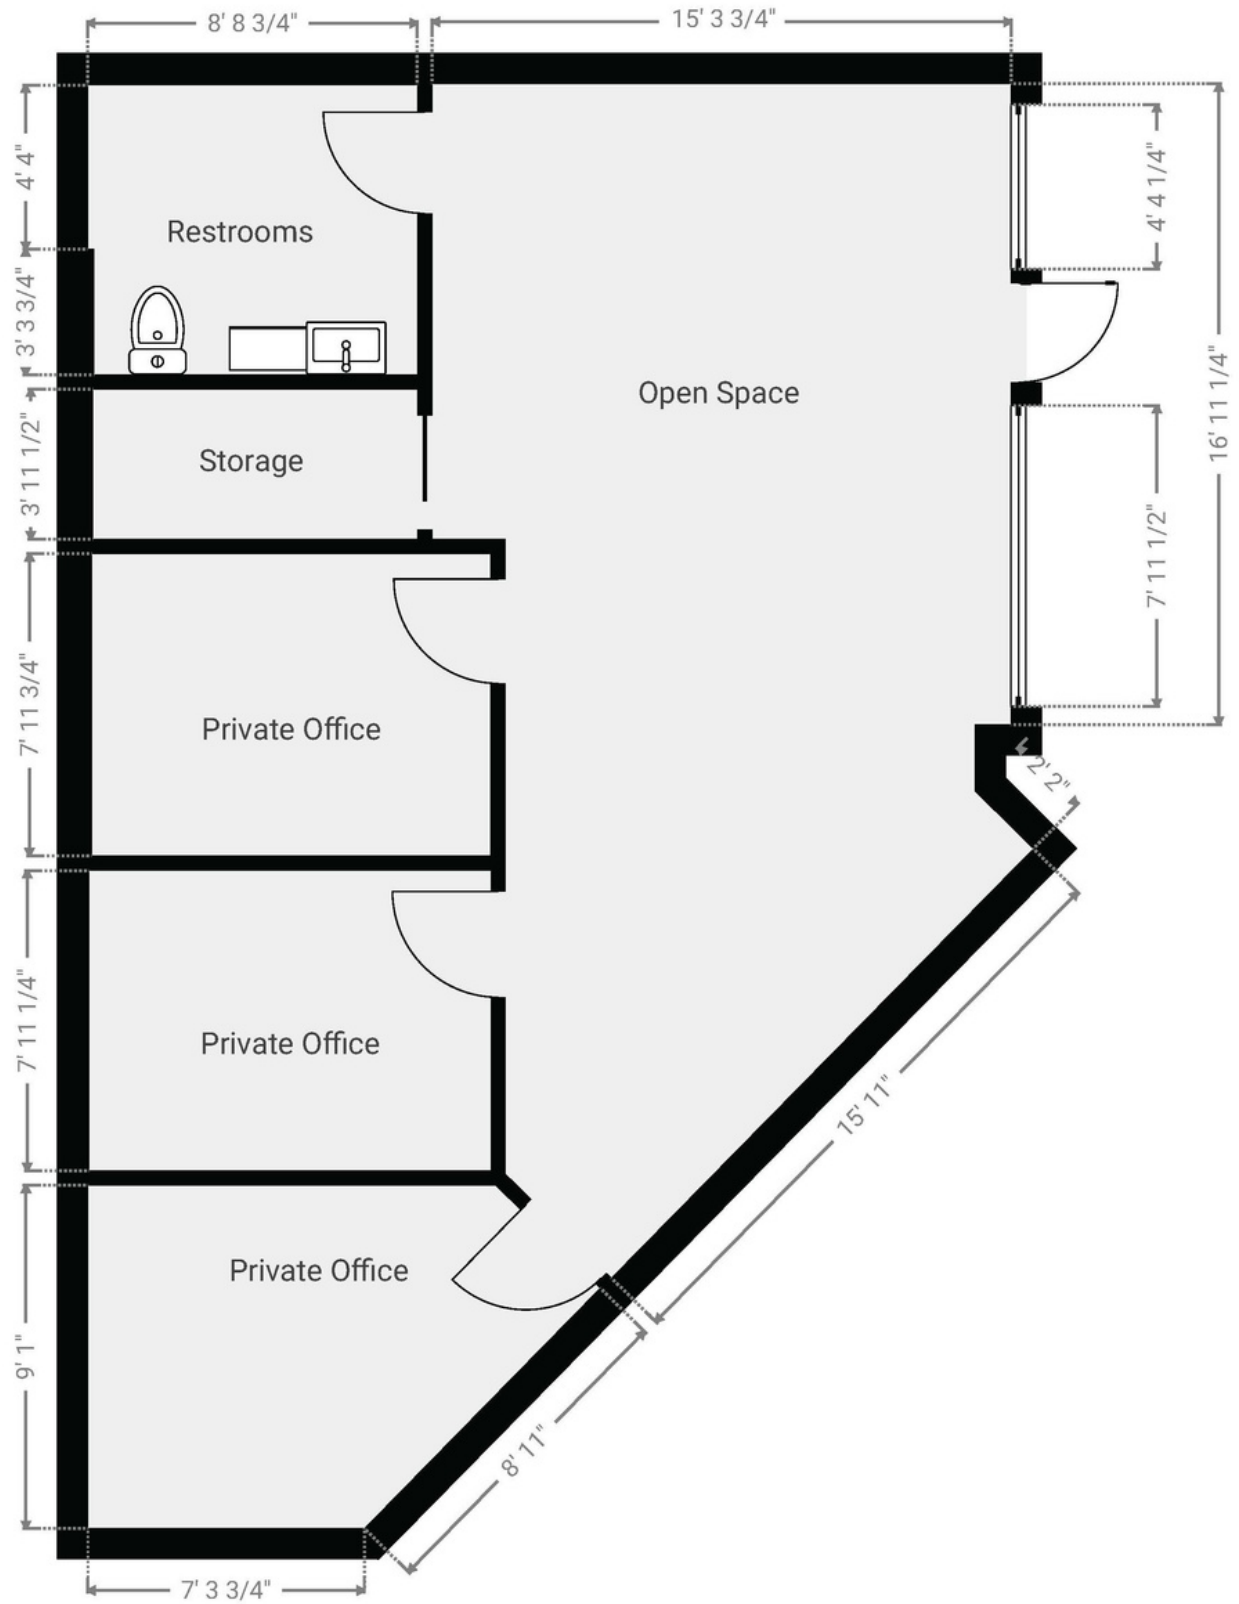 8' 8 3/4"
15' 3 3/4"
4' 4"
4' 4 1/4"
Restrooms
3' 3 3/4"
Open Space
16' 11 1/4"
3' 11 1/2"
Storage
7' 11 1/2"
7' 11 3/4"
Private Office
2' 2"
7' 11 1/4"
Private Office
15' 11"
Private Office
9' 1"
8' 11"
7' 3 3/4"